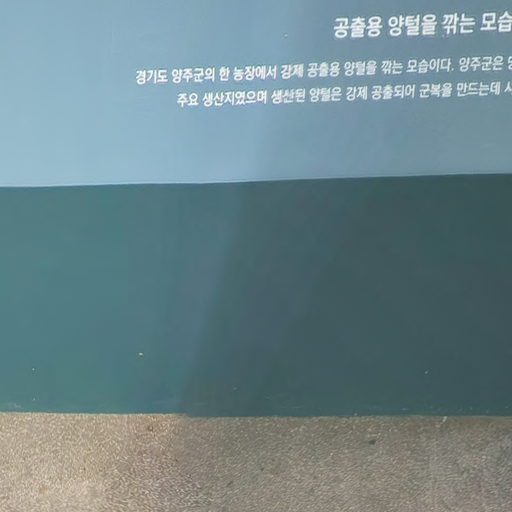 공출용 양털을 깎는 모습
경기도 양주군의 한 농장에서 강제 공출용 양털을 깎는 모습이다. 양주군은
주요 생산지였으며 생산된 양털은 강제 공출되어 군복을 만드는데